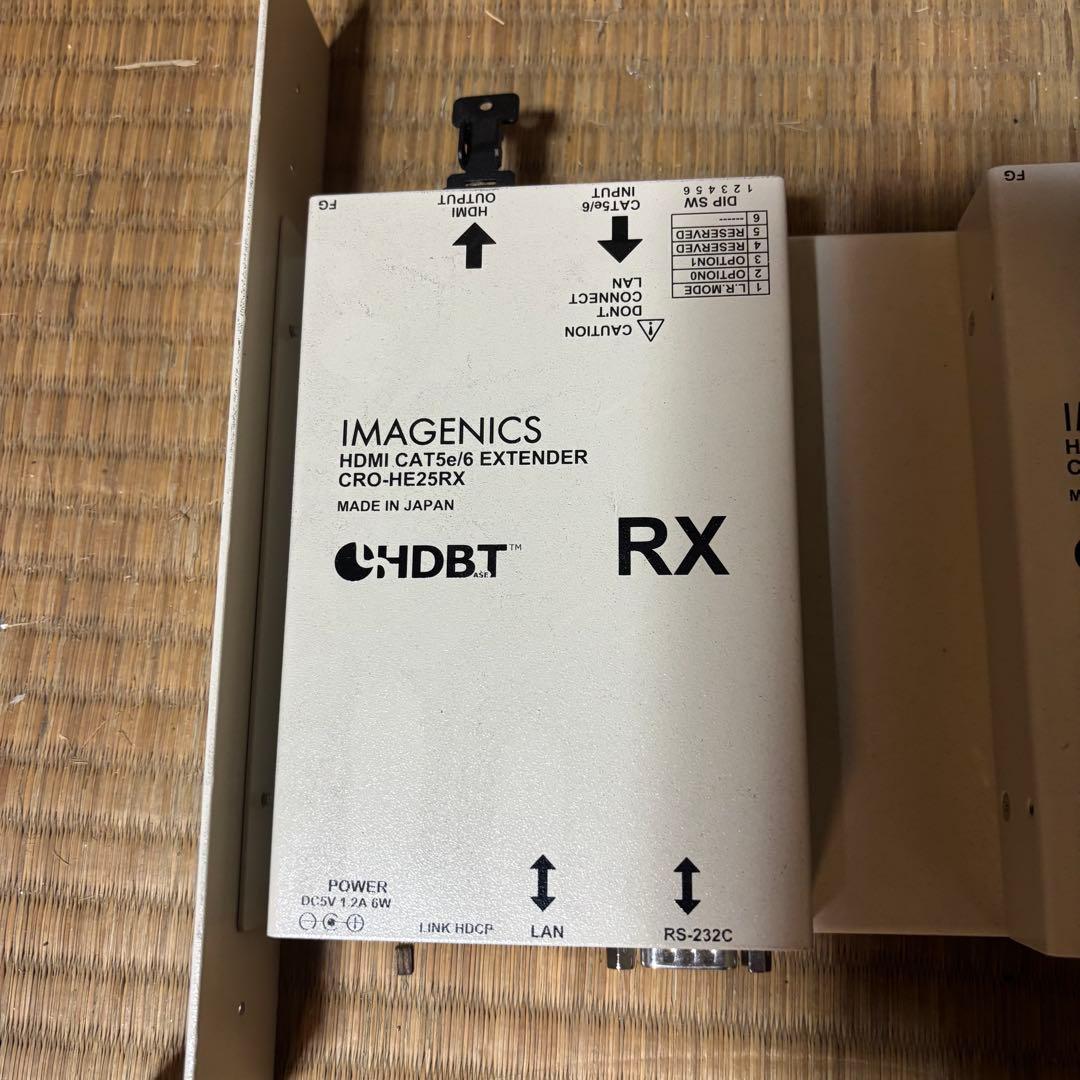 FG
HDMI
OUTPUT
CAT5e/6
INPUT
CAUTION
DON'T
CONNECT
LAN
DIP SW
1 2 3 4 5 6
1 L.R.MODE
2 OPTION0
3 OPTION1
4 RESERVED
5 RESERVED
6 ------
IMAGENICS
HDMI CAT5e/6 EXTENDER
CRO-HE25RX
MADE IN JAPAN
HDBT™
ASE
RX
POWER
DC5V 1.2A 6W
LINK HDCP
LAN
RS-232C
FG